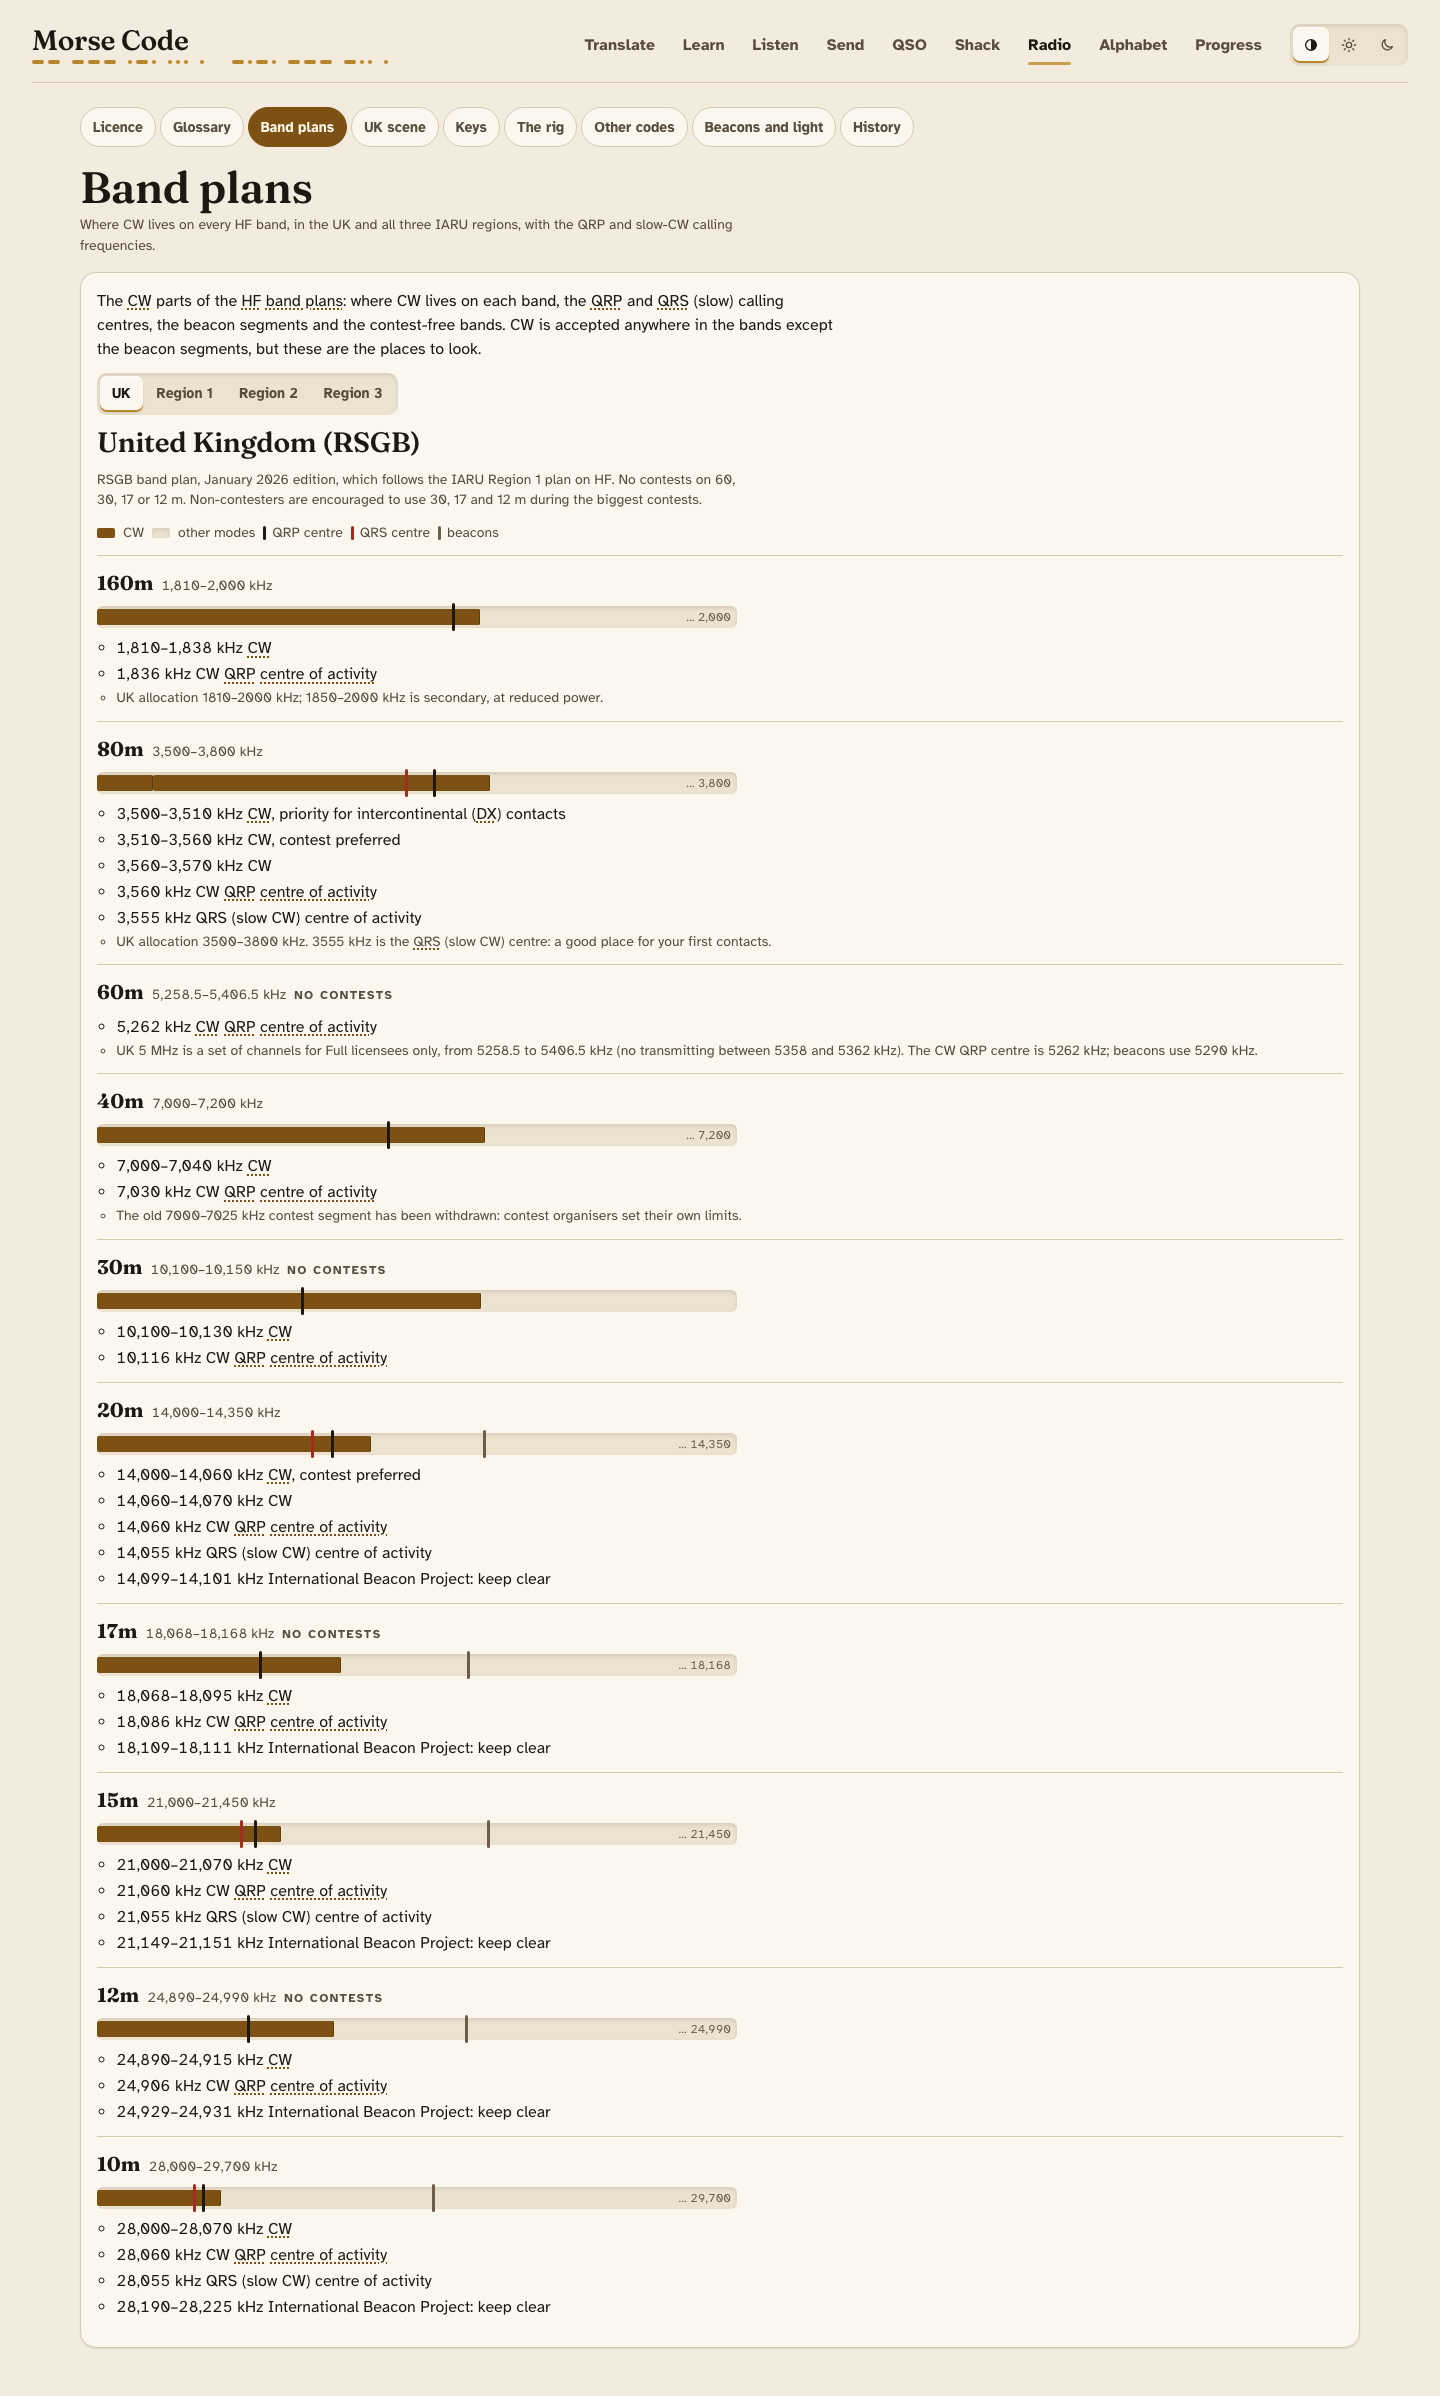 Morse Code
Translate Learn Listen Send QSO Shack Radio Alphabet Progress
Licence Glossary Band plans UK scene Keys The rig Other codes Beacons and light History
Band plans
Where CW lives on every HF band, in the UK and all three IARU regions, with the QRP and slow-CW calling
frequencies.
The CW parts of the HF band plans: where CW lives on each band, the QRP and QRS (slow) calling
centres, the beacon segments and the contest-free bands. CW is accepted anywhere in the bands except
the beacon segments, but these are the places to look.
UK Region 1 Region 2 Region 3
United Kingdom (RSGB)
RSGB band plan, January 2026 edition, which follows the IARU Region 1 plan on HF. No contests on 60,
30, 17 or 12 m. Non-contesters are encouraged to use 30, 17 and 12 m during the biggest contests.
CW other modes QRP centre QRS centre beacons
160m 1,810–2,000 kHz
... 2,000
1,810–1,838 kHz CW
1,836 kHz CW QRP centre of activity
UK allocation 1810–2000 kHz; 1850–2000 kHz is secondary, at reduced power.
80m 3,500–3,800 kHz
... 3,800
3,500–3,510 kHz CW, priority for intercontinental (DX) contacts
3,510–3,560 kHz CW, contest preferred
3,560–3,570 kHz CW
3,560 kHz CW QRP centre of activity
3,555 kHz QRS (slow CW) centre of activity
UK allocation 3500–3800 kHz. 3555 kHz is the QRS (slow CW) centre: a good place for your first contacts.
60m 5,258.5–5,406.5 kHz NO CONTESTS
5,262 kHz CW QRP centre of activity
UK 5 MHz is a set of channels for Full licensees only, from 5258.5 to 5406.5 kHz (no transmitting between 5358 and 5362 kHz). The CW QRP centre is 5262 kHz; beacons use 5290 kHz.
40m 7,000–7,200 kHz
... 7,200
7,000–7,040 kHz CW
7,030 kHz CW QRP centre of activity
The old 7000–7025 kHz contest segment has been withdrawn: contest organisers set their own limits.
30m 10,100–10,150 kHz NO CONTESTS
10,100–10,130 kHz CW
10,116 kHz CW QRP centre of activity
20m 14,000–14,350 kHz
... 14,350
14,000–14,060 kHz CW, contest preferred
14,060–14,070 kHz CW
14,060 kHz CW QRP centre of activity
14,055 kHz QRS (slow CW) centre of activity
14,099–14,101 kHz International Beacon Project: keep clear
17m 18,068–18,168 kHz NO CONTESTS
... 18,168
18,068–18,095 kHz CW
18,086 kHz CW QRP centre of activity
18,109–18,111 kHz International Beacon Project: keep clear
15m 21,000–21,450 kHz
... 21,450
21,000–21,070 kHz CW
21,060 kHz CW QRP centre of activity
21,055 kHz QRS (slow CW) centre of activity
21,149–21,151 kHz International Beacon Project: keep clear
12m 24,890–24,990 kHz NO CONTESTS
... 24,990
24,890–24,915 kHz CW
24,906 kHz CW QRP centre of activity
24,929–24,931 kHz International Beacon Project: keep clear
10m 28,000–29,700 kHz
... 29,700
28,000–28,070 kHz CW
28,060 kHz CW QRP centre of activity
28,055 kHz QRS (slow CW) centre of activity
28,190–28,225 kHz International Beacon Project: keep clear